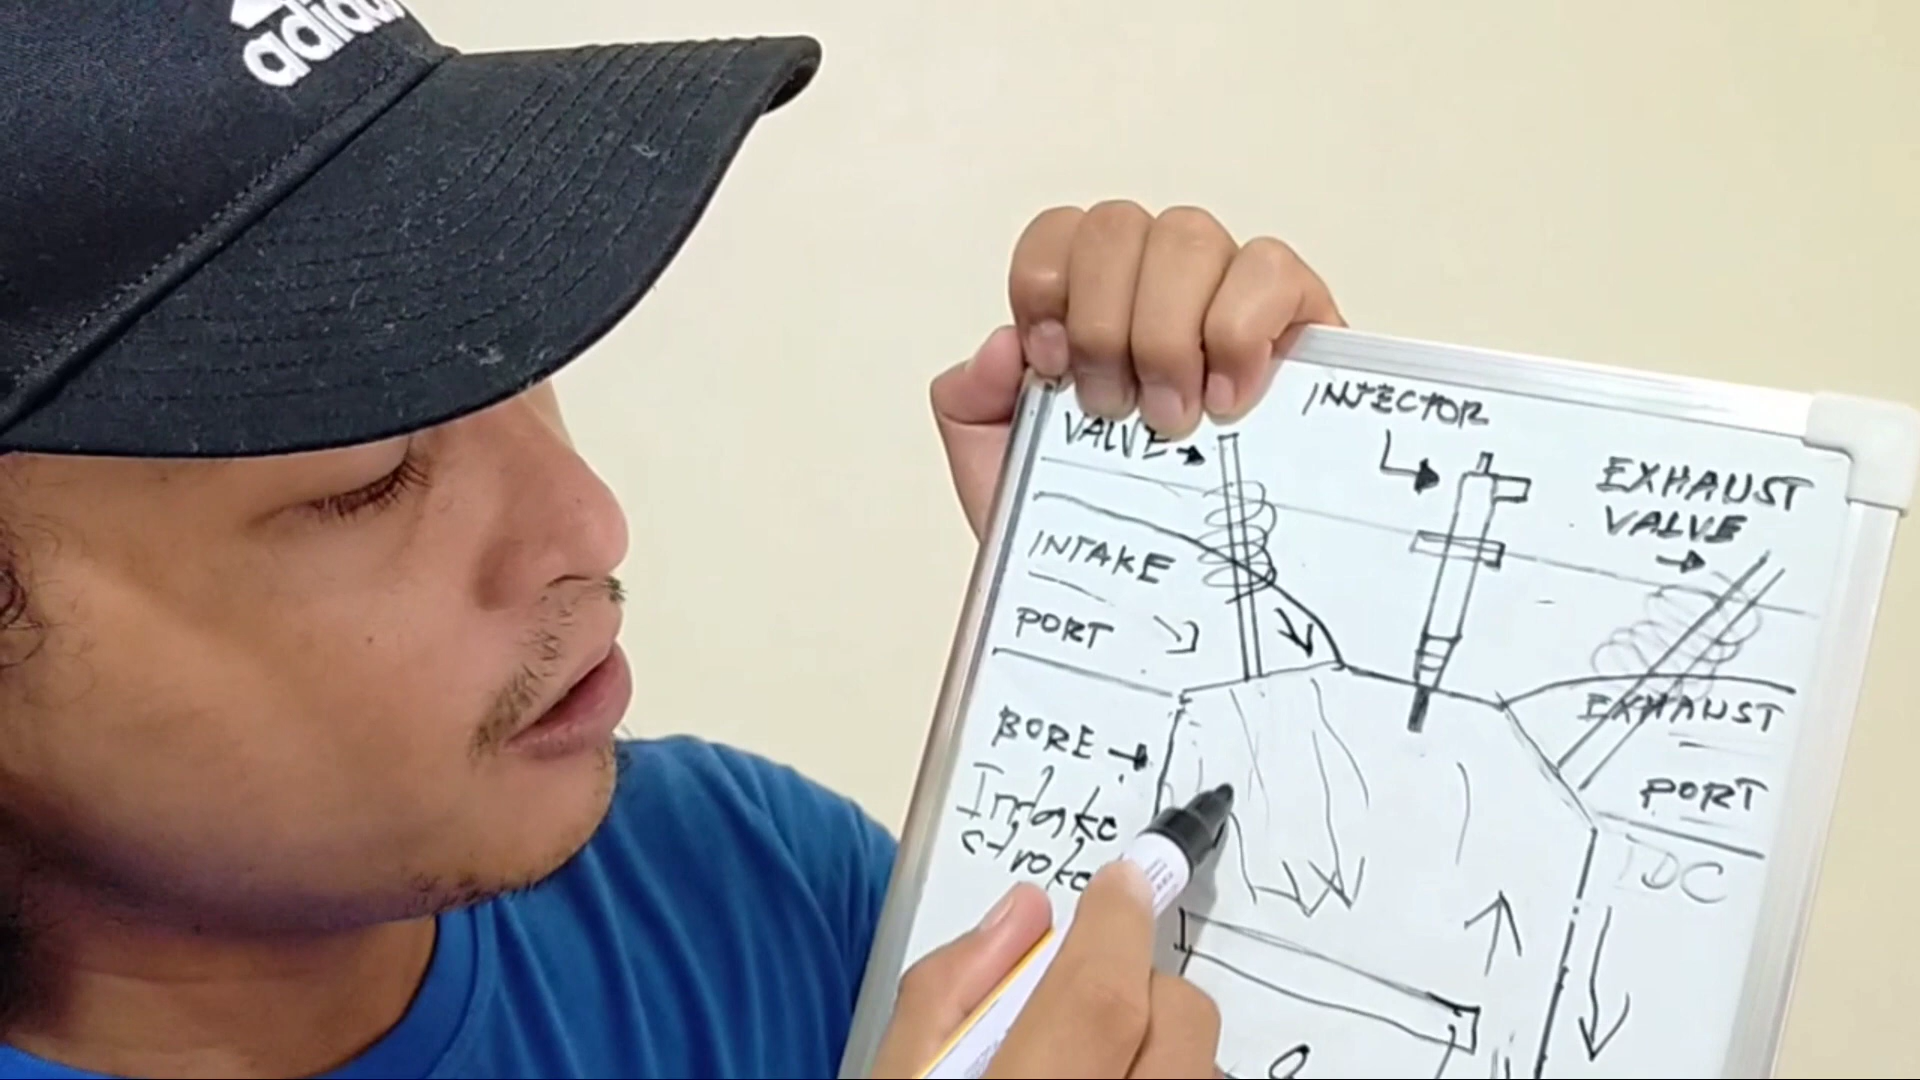 adidas
INJECTOR
VALVE
EXHAUST
VALVE
INTAKE
PORT
EXHAUST
PORT
BORE
Intake
stroke
TDC